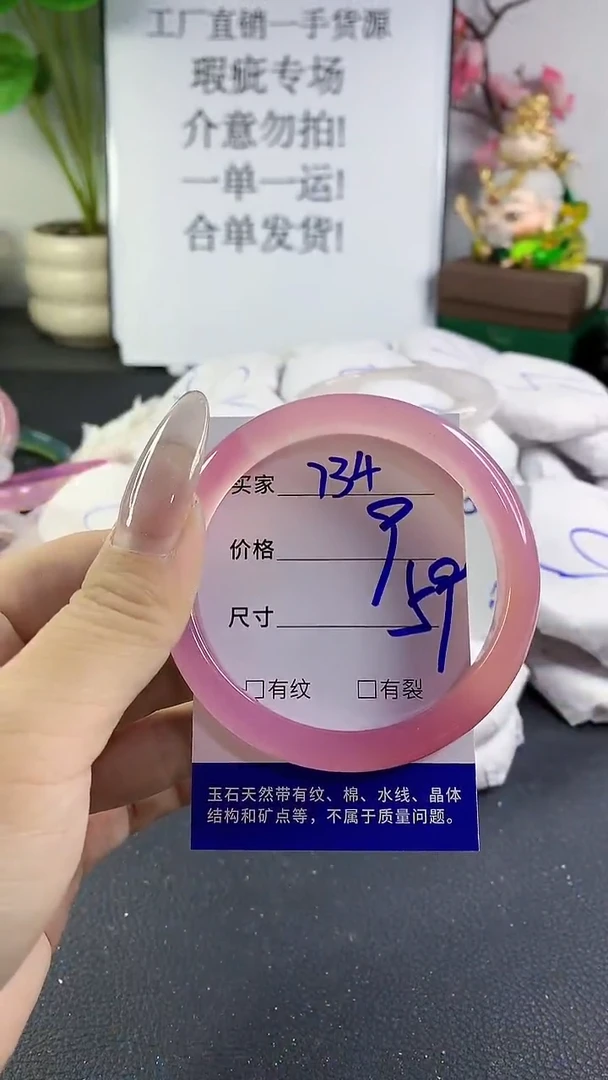 工厂直销一手货源
瑕疵专场
介意勿拍!
一单一运!
合单发货!
买家 734
价格 9
尺寸 59
□有纹 □有裂
玉石天然带有纹、棉、水线、晶体
结构和矿点等，不属于质量问题。